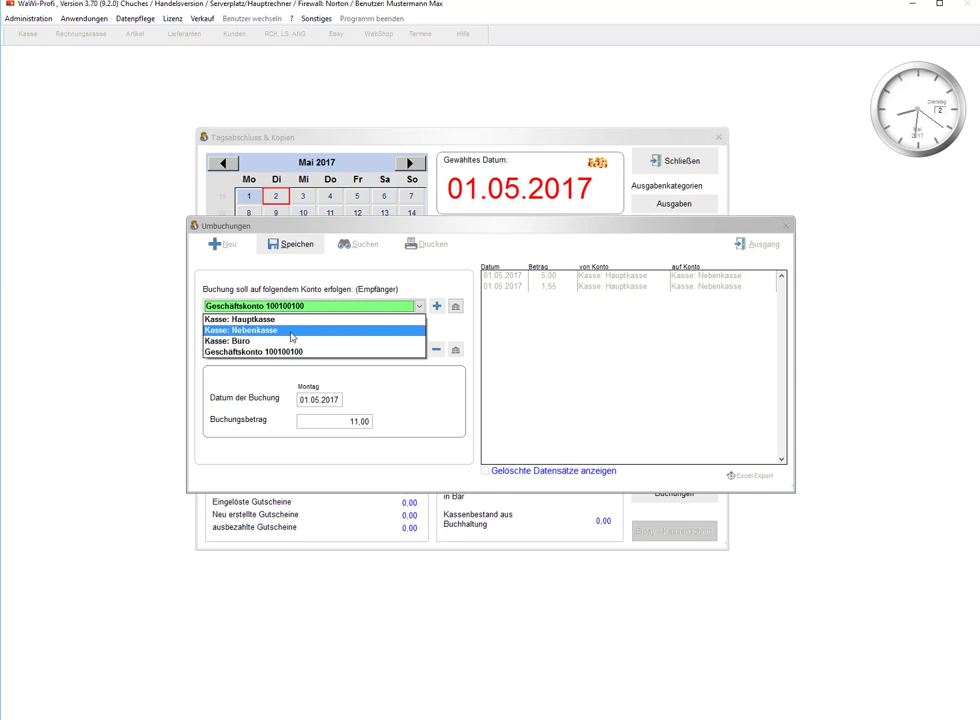 WaWi-Profi , Version 3.70 (9.2.0) Chuches / Handelsversion / Serverplatz/Hauptrechner / Firewall: Norton / Benutzer: Mustermann Max
Administration Anwendungen Datenpflege Lizenz Verkauf Benutzer wechseln ? Sonstiges Programm beenden
Kasse Rechnungskasse Artikel Lieferanten Kunden RCH, LS, ANG Ebay WebShop Termine Hilfe
Dienstag
2
Mai
2017
Tagsabschluss & Kopien
Mai 2017
Mo Di Mi Do Fr Sa So
1 2 3 4 5 6 7
8 9 10 11 12 13 14
Gewähltes Datum:
01.05.2017
Schließen
Ausgabenkategorien
Ausgaben
Umbuchungen
Neu Speichen Suchen Drucken Ausgang
Buchung soll auf folgendem Konto erfolgen: (Empfänger)
Geschäftskonto 100100100
Kasse: Hauptkasse
Kasse: Nebenkasse
Kasse: Büro
Geschäftskonto 100100100
Montag
Datum der Buchung 01.05.2017
Buchungsbetrag 11,00
Datum Betrag von Konto auf Konto
01.05.2017 5,00 Kasse: Hauptkasse Kasse: Nebenkasse
01.05.2017 1,55 Kasse: Hauptkasse Kasse: Nebenkasse
Gelöschte Datensätze anzeigen
Excel Export
Eingelöste Gutscheine 0,00
Neu erstellte Gutscheine 0,00
ausbezahlte Gutscheine 0,00
in Bar
Kassenbestand aus
Buchhaltung 0,00
Buchungen